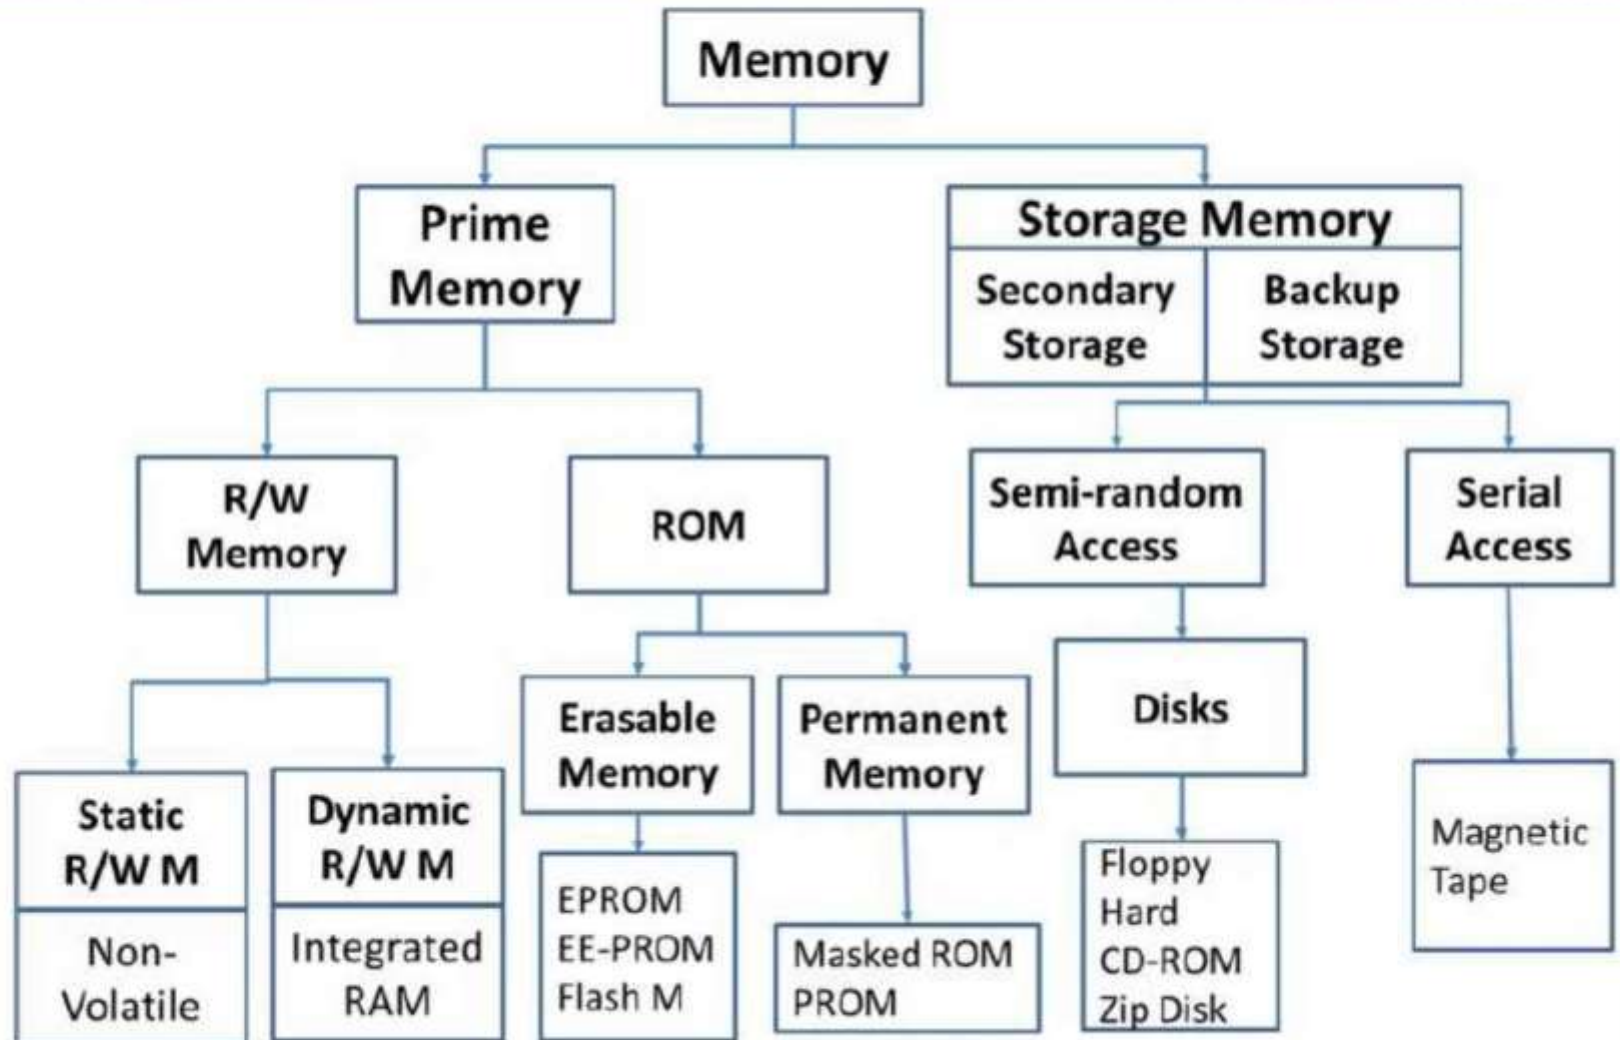 Memory
Prime
Memory
Storage Memory
Secondary
Storage
Backup
Storage
R/W
Memory
ROM
Semi-random
Access
Serial
Access
Static
R/W M
Non-
Volatile
Dynamic
R/W M
Integrated
RAM
Erasable
Memory
EPROM
EE-PROM
Flash M
Permanent
Memory
Masked ROM
PROM
Disks
Floppy
Hard
CD-ROM
Zip Disk
Magnetic
Tape